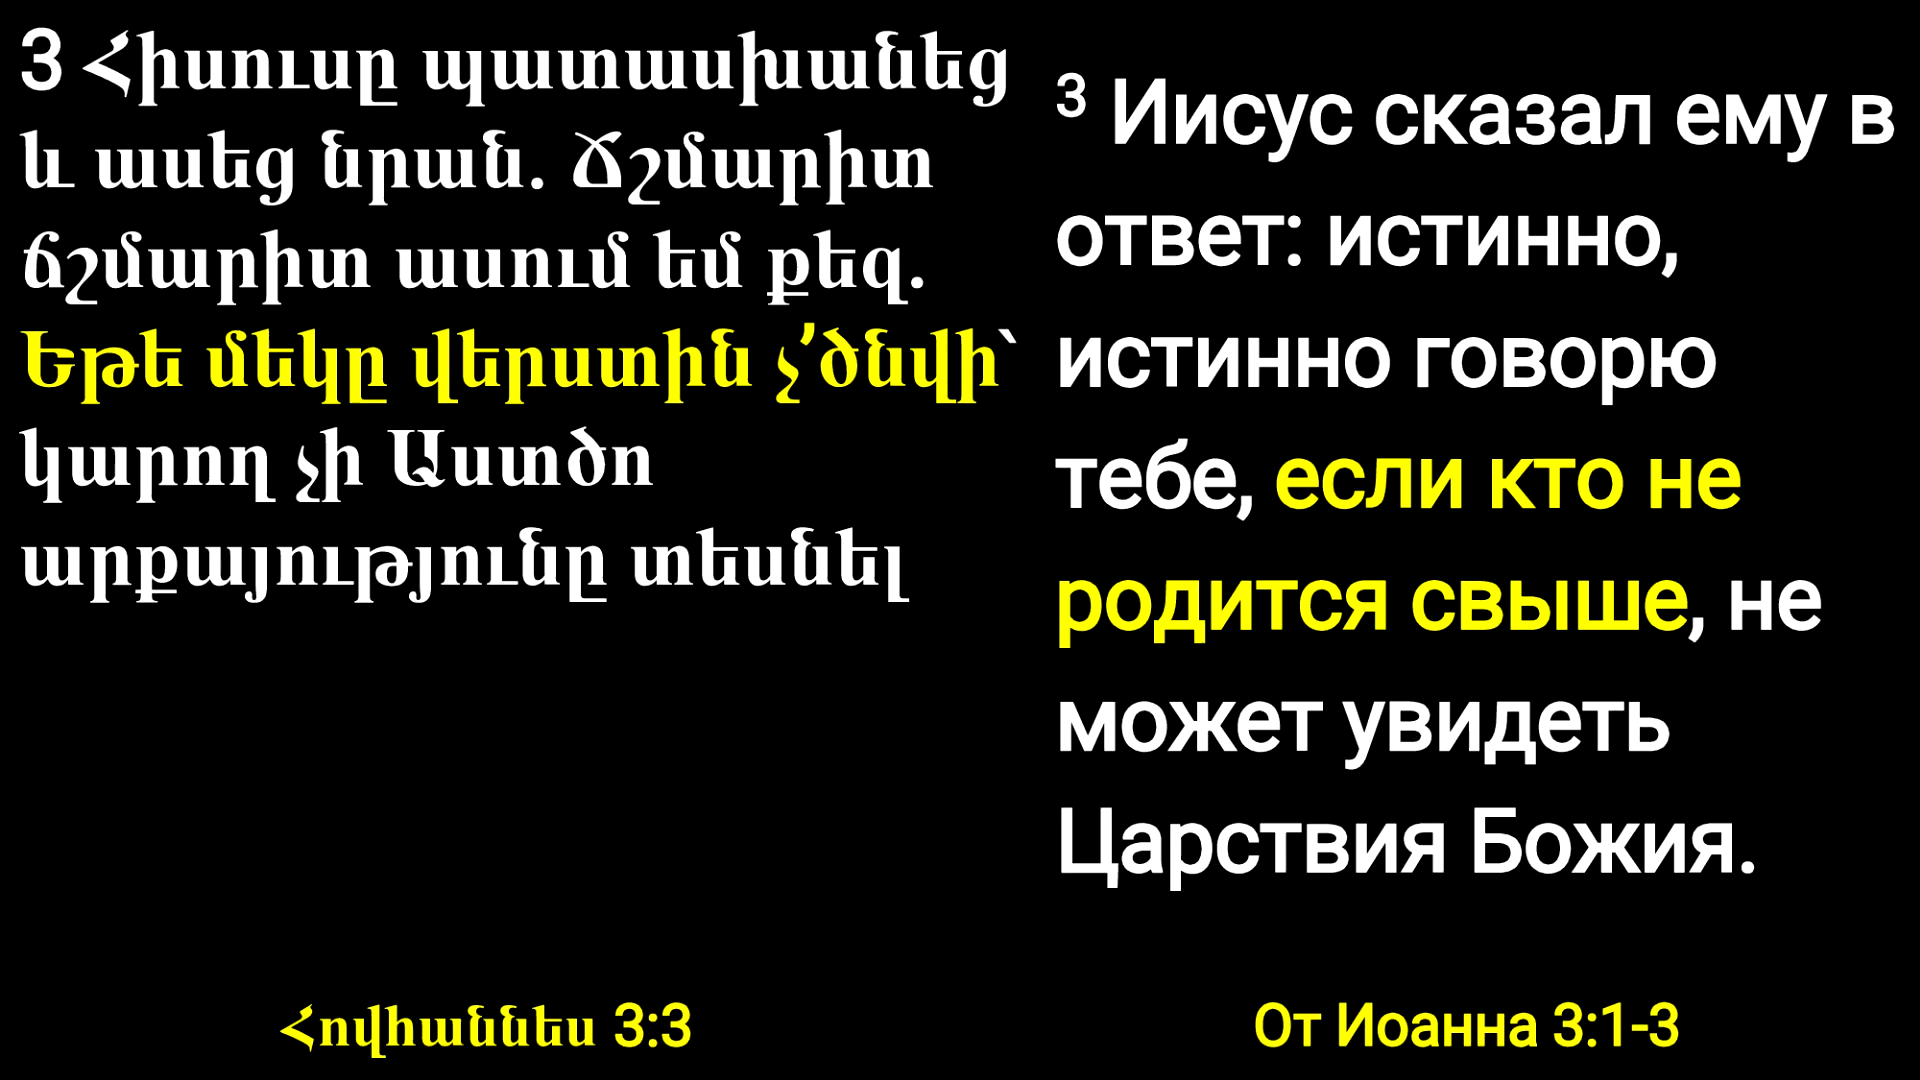 3 Հիսուսը պատասխանեց
և ասեց նրան. Ճշմարիտ
ճշմարիտ ասում եմ քեզ.
Եթե մեկը վերստին չ՚ծնվի՝
կարող չի Աստծո
արքայությունը տեսնել
3 Иисус сказал ему в
ответ: истинно,
истинно говорю
тебе, если кто не
родится свыше, не
может увидеть
Царствия Божия.
Հովհաննես 3:3
От Иоанна 3:1-3